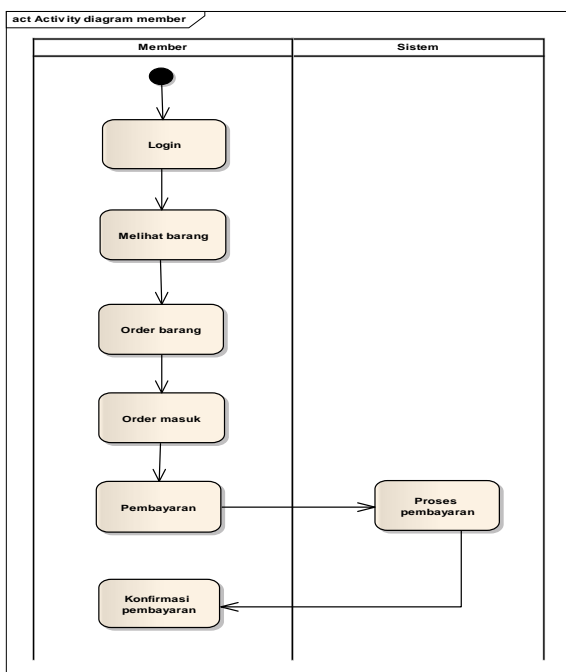 act Activity diagram member
Member
Sistem
Login
Melihat barang
Order barang
Order masuk
Pembayaran
Proses
pembayaran
Konfirmasi
pembayaran